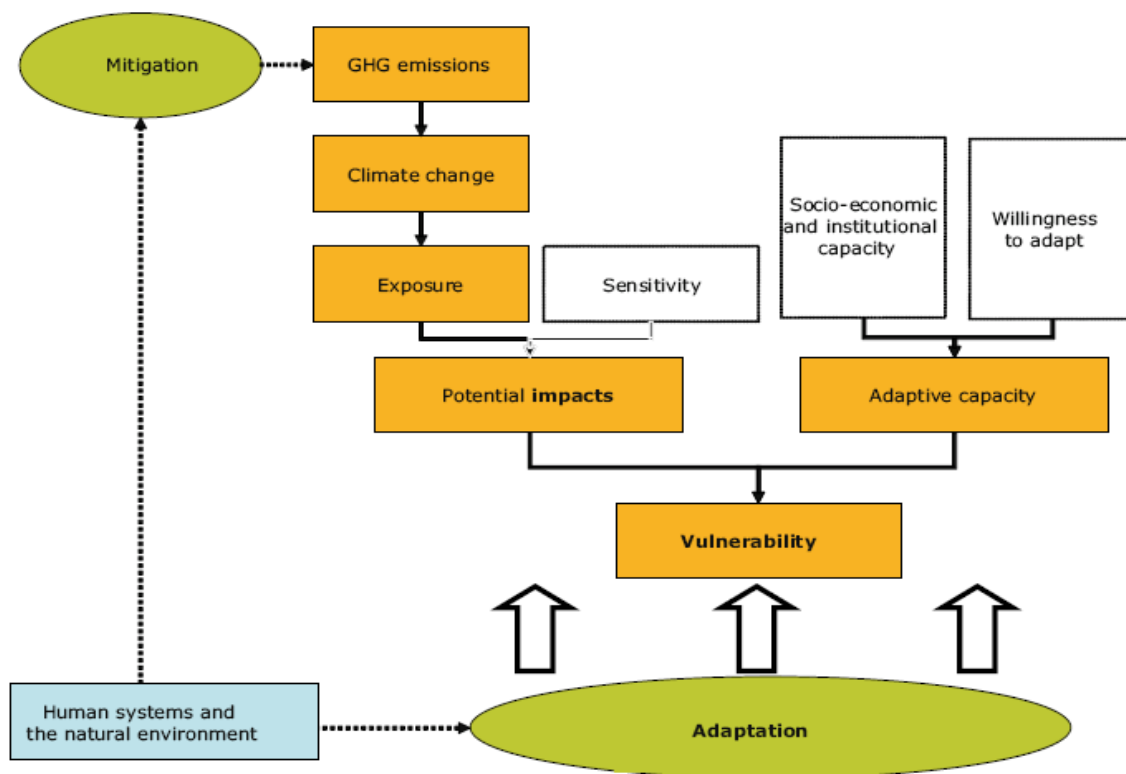 Mitigation
GHG emissions
Climate change
Socio-economic
and institutional
capacity
Willingness
to adapt
Exposure
Sensitivity
Potential impacts
Adaptive capacity
Vulnerability
Human systems and
the natural environment
Adaptation